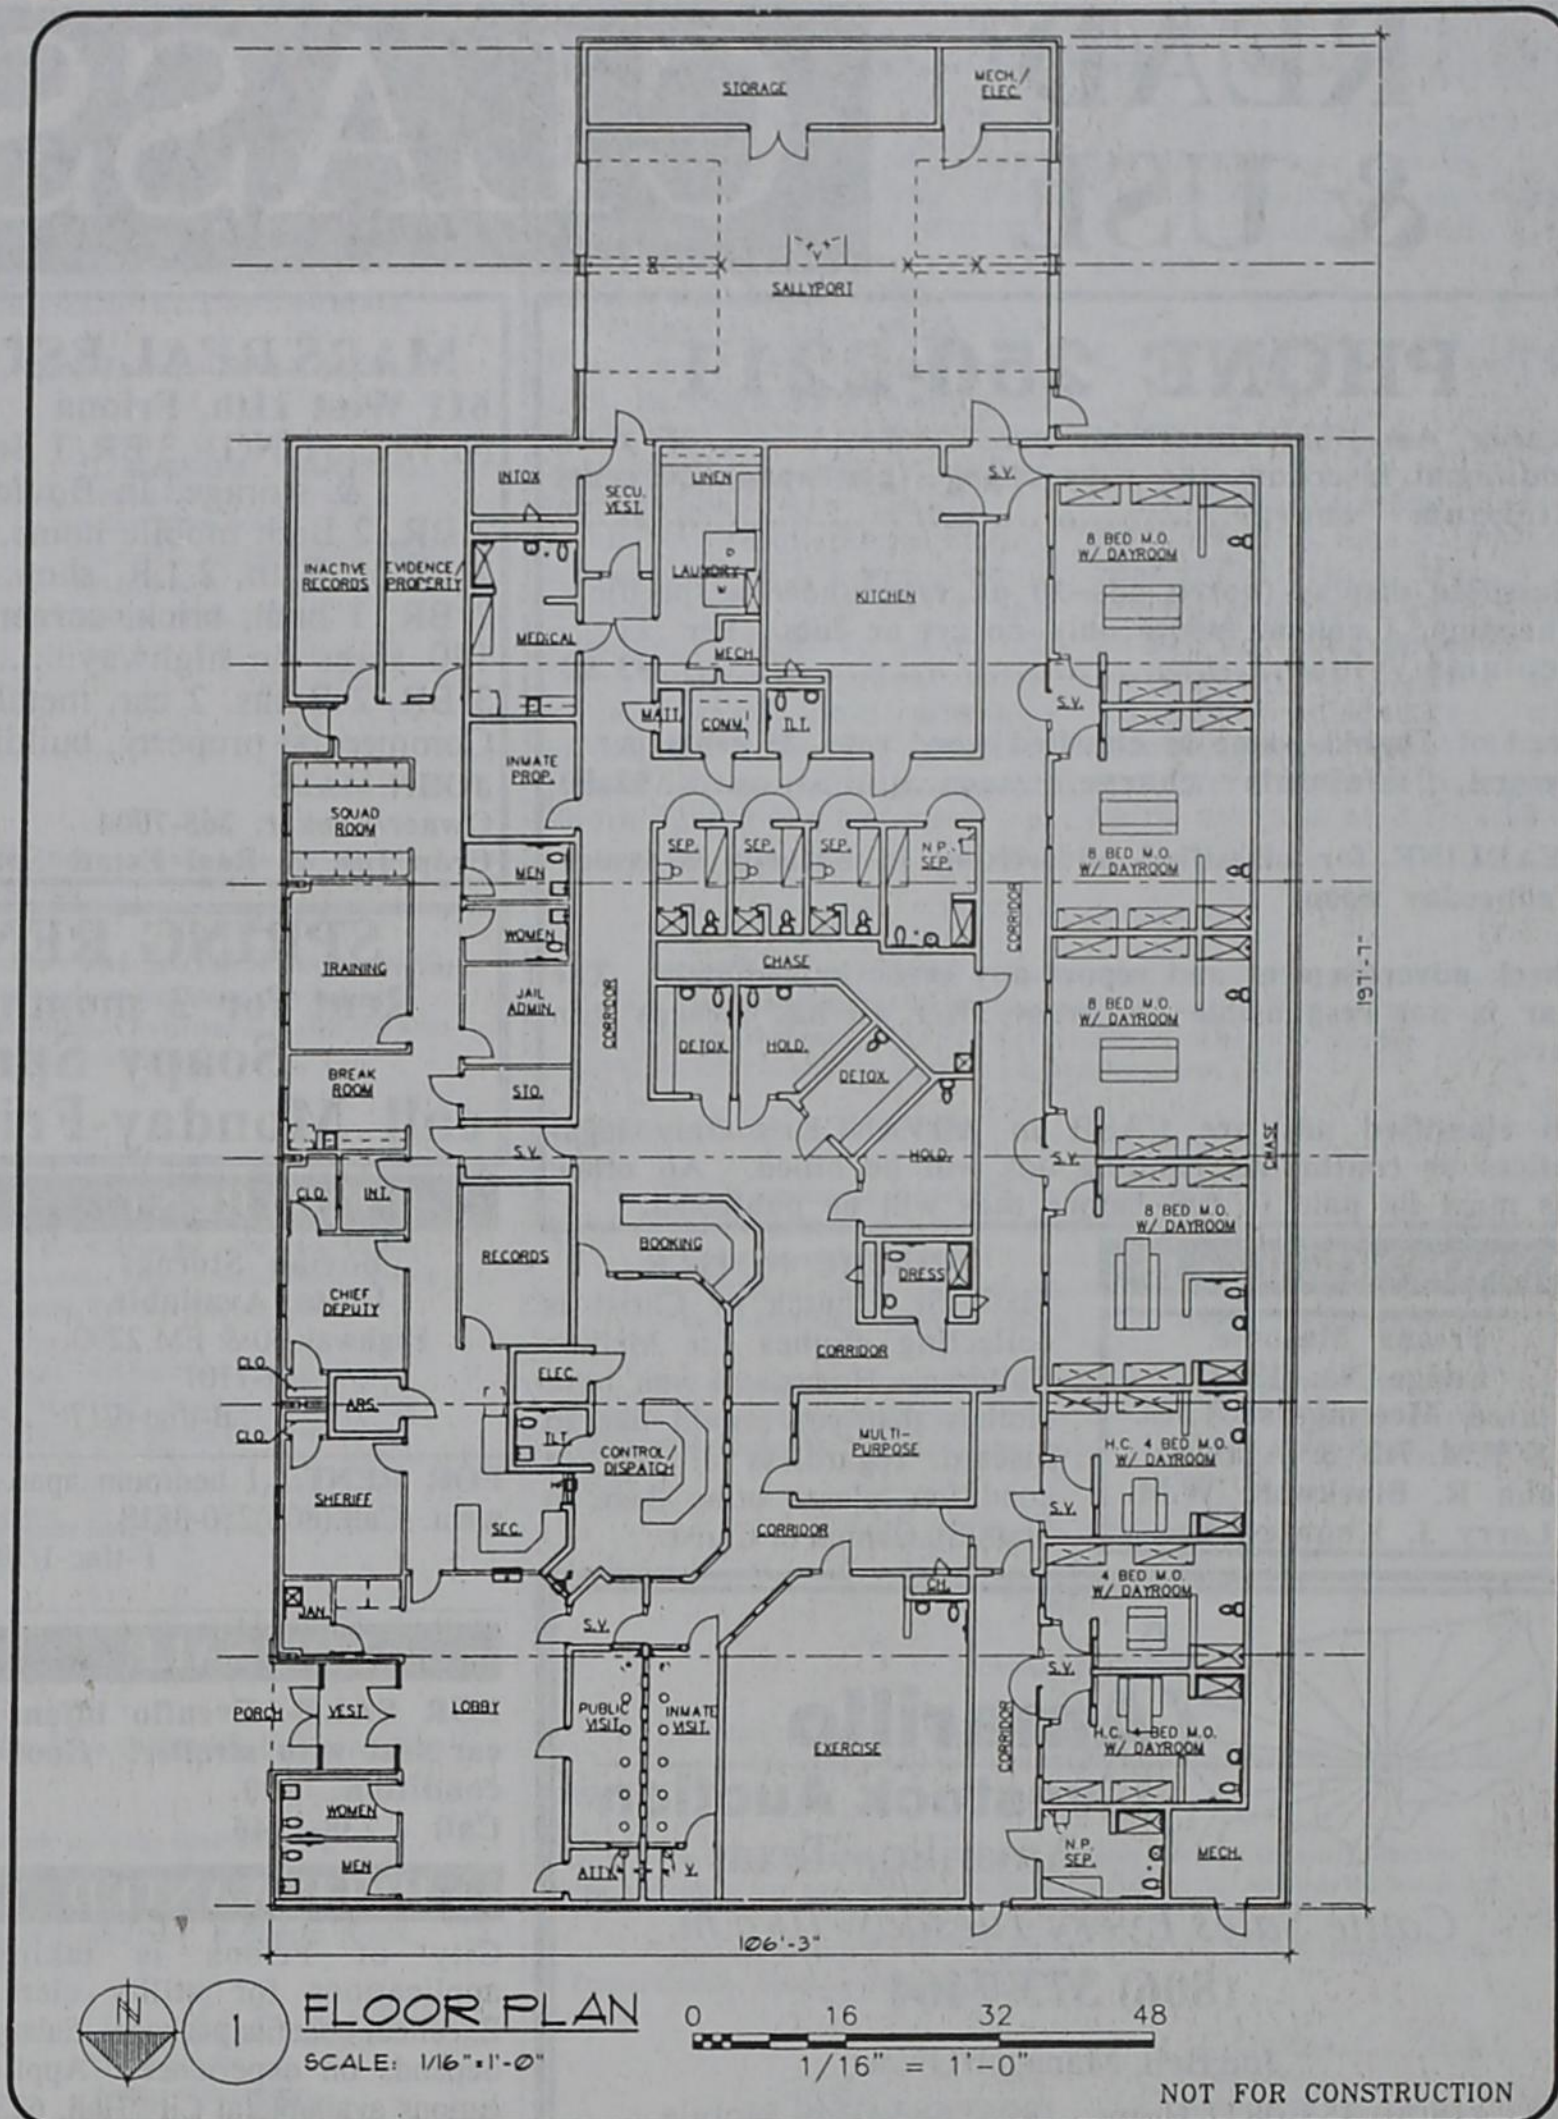 STORAGE
MECH./
ELEC.
SALLYPORT
S.V.
INTOX
SECU.
VEST.
LINEN
INACTIVE
RECORDS
EVIDENCE/
PROPERTY
LAUNDRY
D
W
KITCHEN
8 BED M.O.
W/ DAYROOM
MEDICAL
MECH.
MATT.
COMM.
TLT.
S.V.
INMATE
PROP.
SQUAD
ROOM
SEP.
SEP.
SEP.
N.P.
SEP.
8 BED M.O.
W/ DAYROOM
MEN
WOMEN
CORRIDOR
TRAINING
CHASE
JAIL
ADMIN.
CORRIDOR
8 BED M.O.
W/ DAYROOM
197'-7"
DETOX
HOLD.
DETOX
BREAK
ROOM
STO.
S.V.
HOLD.
S.V.
CHASE
CLO.
INT.
8 BED M.O.
W/ DAYROOM
RECORDS
BOOKING
DRESS
CHIEF
DEPUTY
CORRIDOR
CLO.
ELEC.
ARS.
CLO.
TLT.
CONTROL/
DISPATCH
MULTI-
PURPOSE
H.C. 4 BED M.O.
W/ DAYROOM
SHERIFF
SEC.
CORRIDOR
S.V.
4 BED M.O.
W/ DAYROOM
CH.
JAN.
S.V.
S.V.
PORCH
VEST.
LOBBY
PUBLIC
VISIT.
INMATE
VISIT.
EXERCISE
CORRIDOR
H.C. 4 BED M.O.
W/ DAYROOM
WOMEN
MEN
ATTY.
V.
N.P.
SEP.
MECH.
106'-3"
N
1
FLOOR PLAN
SCALE: 1/16"=1'-0"
0 16 32 48
1/16" = 1'-0"
NOT FOR CONSTRUCTION